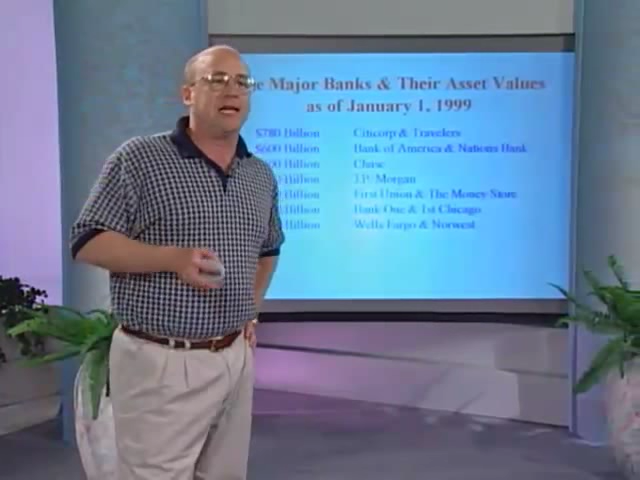 e Major Banks & Their Asset Values
as of January 1, 1999
$780 Billion Citicorp & Travelers
$600 Billion Bank of America & Nations Bank
00 Billion Chase
Billion J.P. Morgan
Billion First Union & The Money Store
Billion Bank One & 1st Chicago
Billion Wells Fargo & Norwest